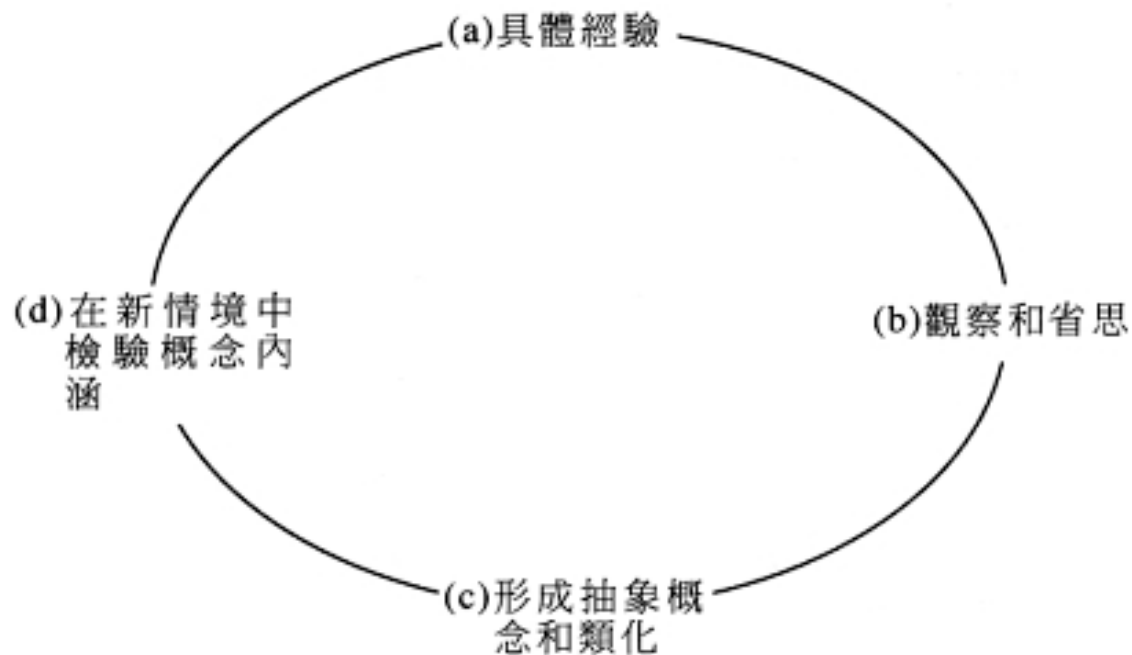 (a)具體經驗
(d)在新情境中
檢驗概念內
涵
(b)觀察和省思
(c)形成抽象概
念和類化